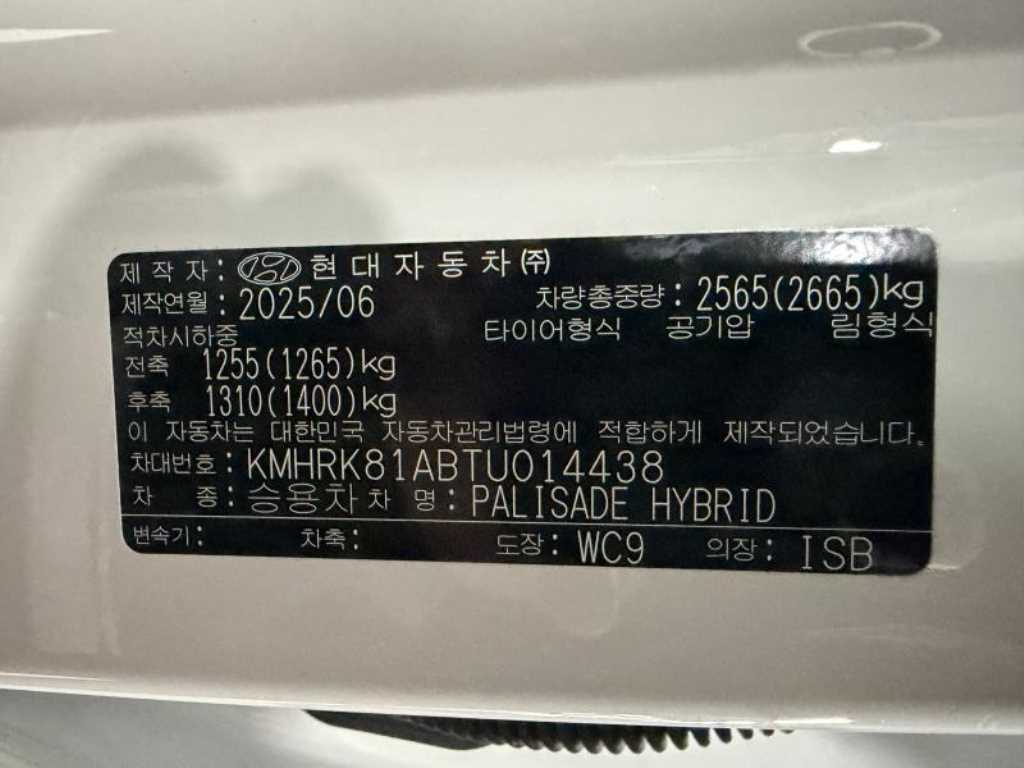 제작자: 현대자동차㈜
제작연월: 2025/06 차량총중량: 2565(2665)kg
적차시하중 타이어형식 공기압 림형식
전축 1255(1265)kg
후축 1310(1400)kg
이 자동차는 대한민국 자동차관리법령에 적합하게 제작되었습니다.
차대번호: KMHRK81ABTU014438
차 종: 승용차 차 명: PALISADE HYBRID
변속기: 차축: 도장: WC9 의장: ISB